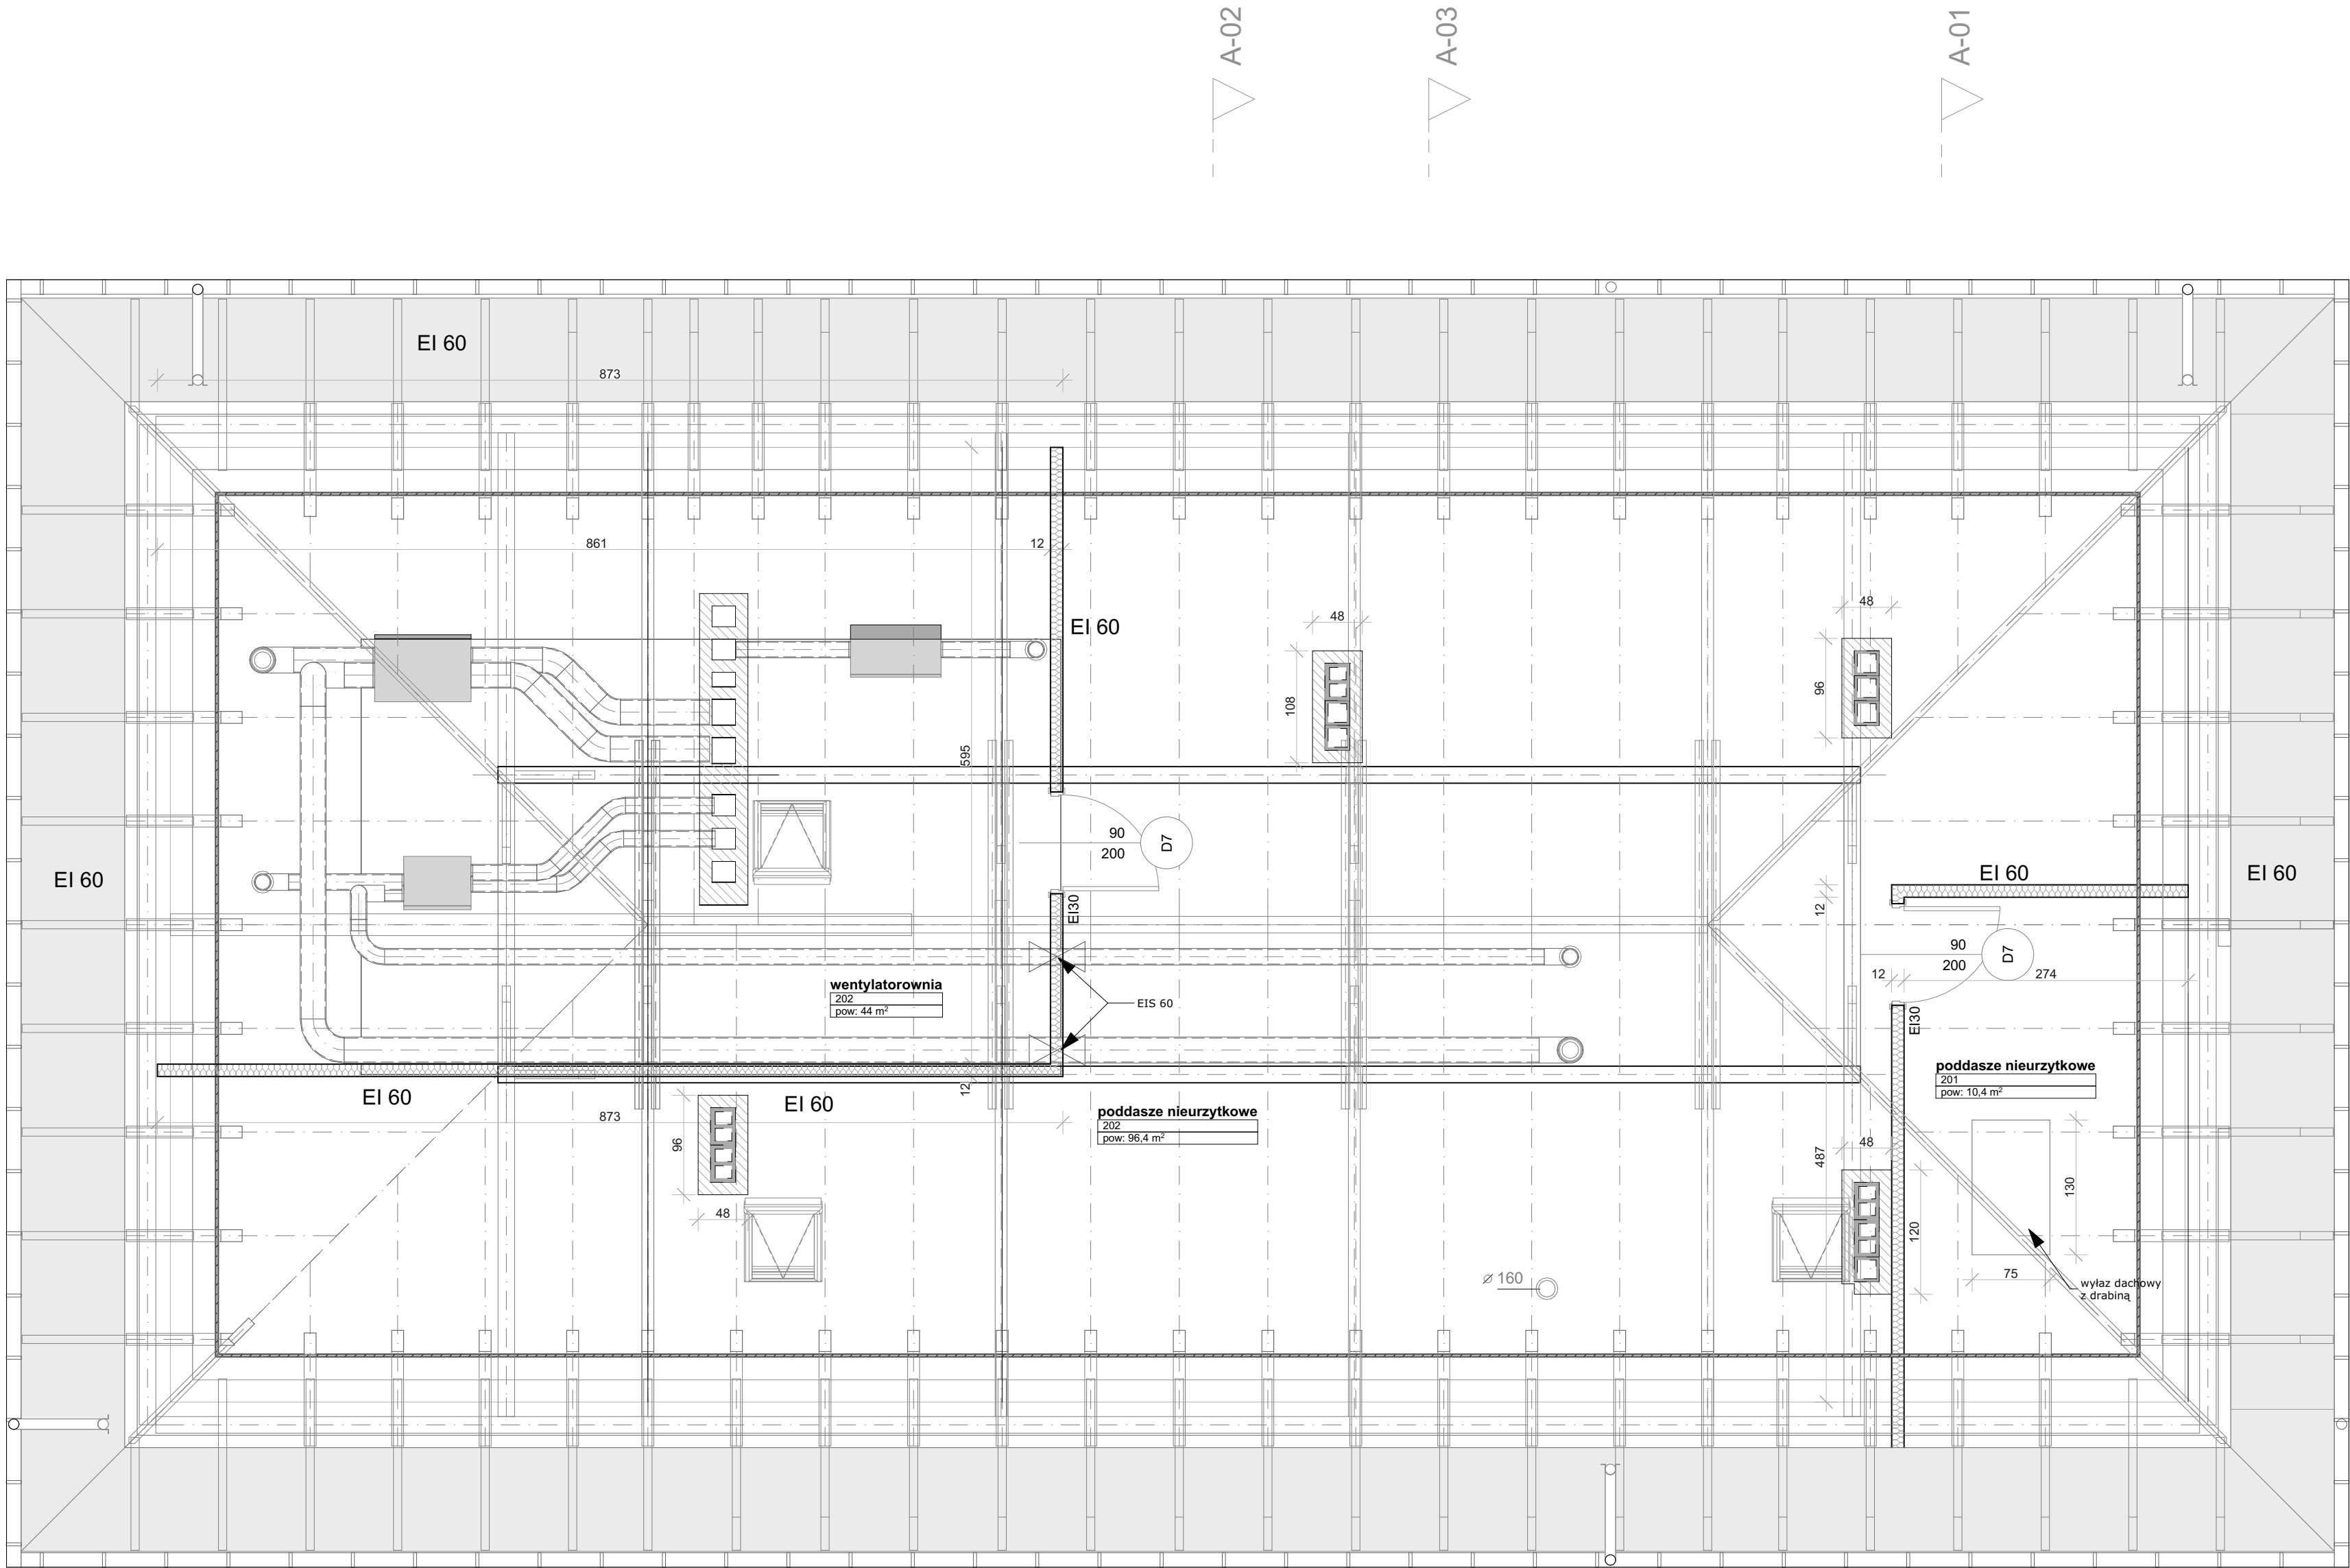 A-02
A-03
A-01
EI 60
873
861
12
EI 60
595
48
108
48
96
90
200
D7
EI30
EI 60
EI 60
EI 60
12
90
200
D7
12
274
EI30
wentylatorownia
202
pow: 44 m²
EIS 60
12
EI 60
EI 60
873
96
48
poddasze nieurzytkowe
202
pow: 96,4 m²
poddasze nieurzytkowe
201
pow: 10,4 m²
487
48
120
130
75
wyłaz dachowy
z drabiną
⌀ 160